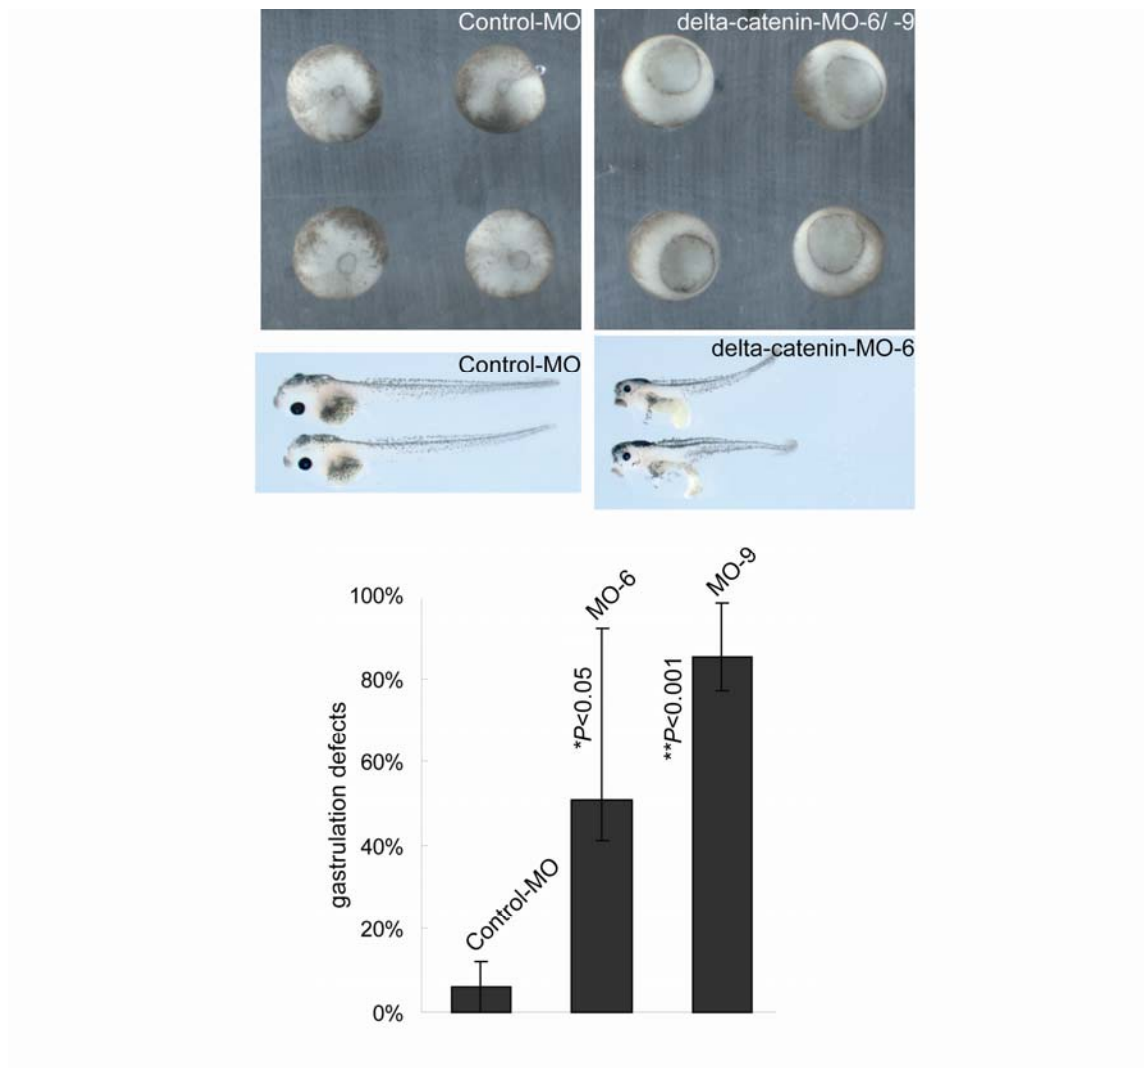 Control-MO
delta-catenin-MO-6/ -9
Control-MO
delta-catenin-MO-6
gastrulation defects
100%
80%
60%
40%
20%
0%
Control-MO
MO-6
*P<0.05
MO-9
**P<0.001